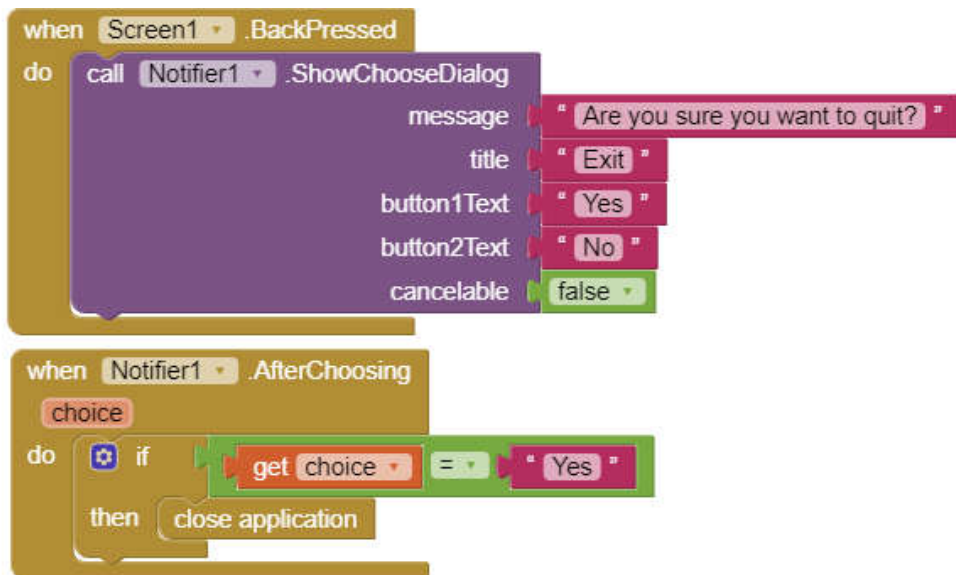 when Screen1 .BackPressed
do call Notifier1 .ShowChooseDialog
message " Are you sure you want to quit? "
title " Exit "
button1Text " Yes "
button2Text " No "
cancelable false
when Notifier1 .AfterChoosing
choice
do if get choice = " Yes "
then close application